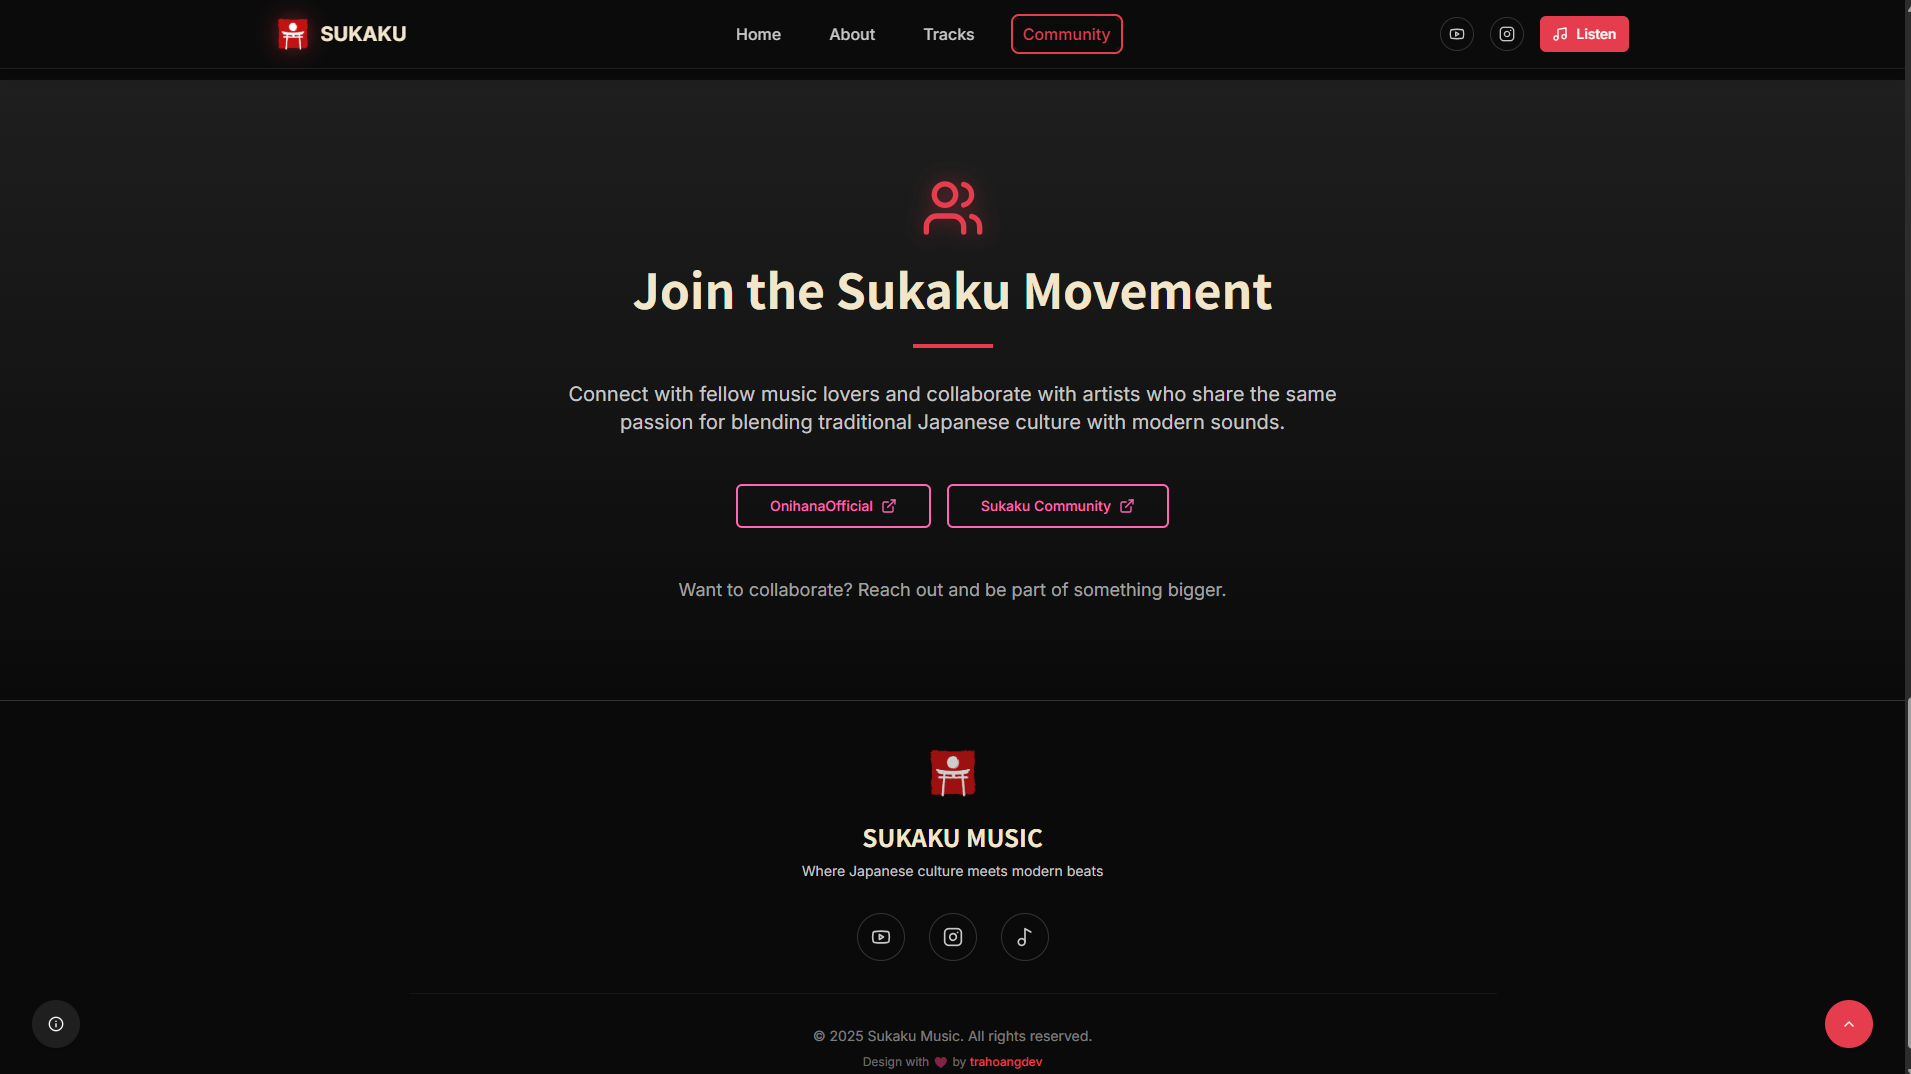 SUKAKU
Home
About
Tracks
Community
Listen
Join the Sukaku Movement
Connect with fellow music lovers and collaborate with artists who share the same
passion for blending traditional Japanese culture with modern sounds.
OnihanaOfficial
Sukaku Community
Want to collaborate? Reach out and be part of something bigger.
SUKAKU MUSIC
Where Japanese culture meets modern beats
© 2025 Sukaku Music. All rights reserved.
Design with ♥ by trahoangdev